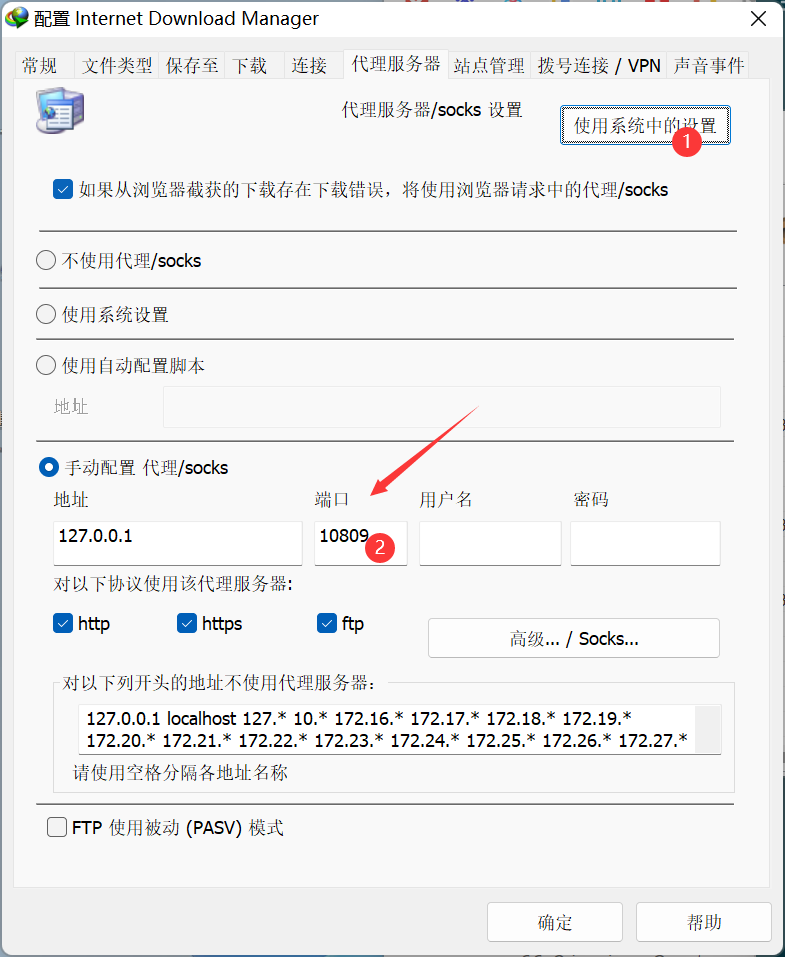 配置 Internet Download Manager
常规 文件类型 保存至 下载 连接 代理服务器 站点管理 拨号连接 / VPN 声音事件
代理服务器/socks 设置
使用系统中的设置
1
如果从浏览器截获的下载存在下载错误，将使用浏览器请求中的代理/socks
不使用代理/socks
使用系统设置
使用自动配置脚本
地址
手动配置 代理/socks
地址 端口 用户名 密码
127.0.0.1 10809
2
对以下协议使用该代理服务器:
http https ftp
高级... / Socks...
对以下列开头的地址不使用代理服务器：
127.0.0.1 localhost 127.* 10.* 172.16.* 172.17.* 172.18.* 172.19.*
172.20.* 172.21.* 172.22.* 172.23.* 172.24.* 172.25.* 172.26.* 172.27.*
请使用空格分隔各地址名称
FTP 使用被动 (PASV) 模式
确定 帮助